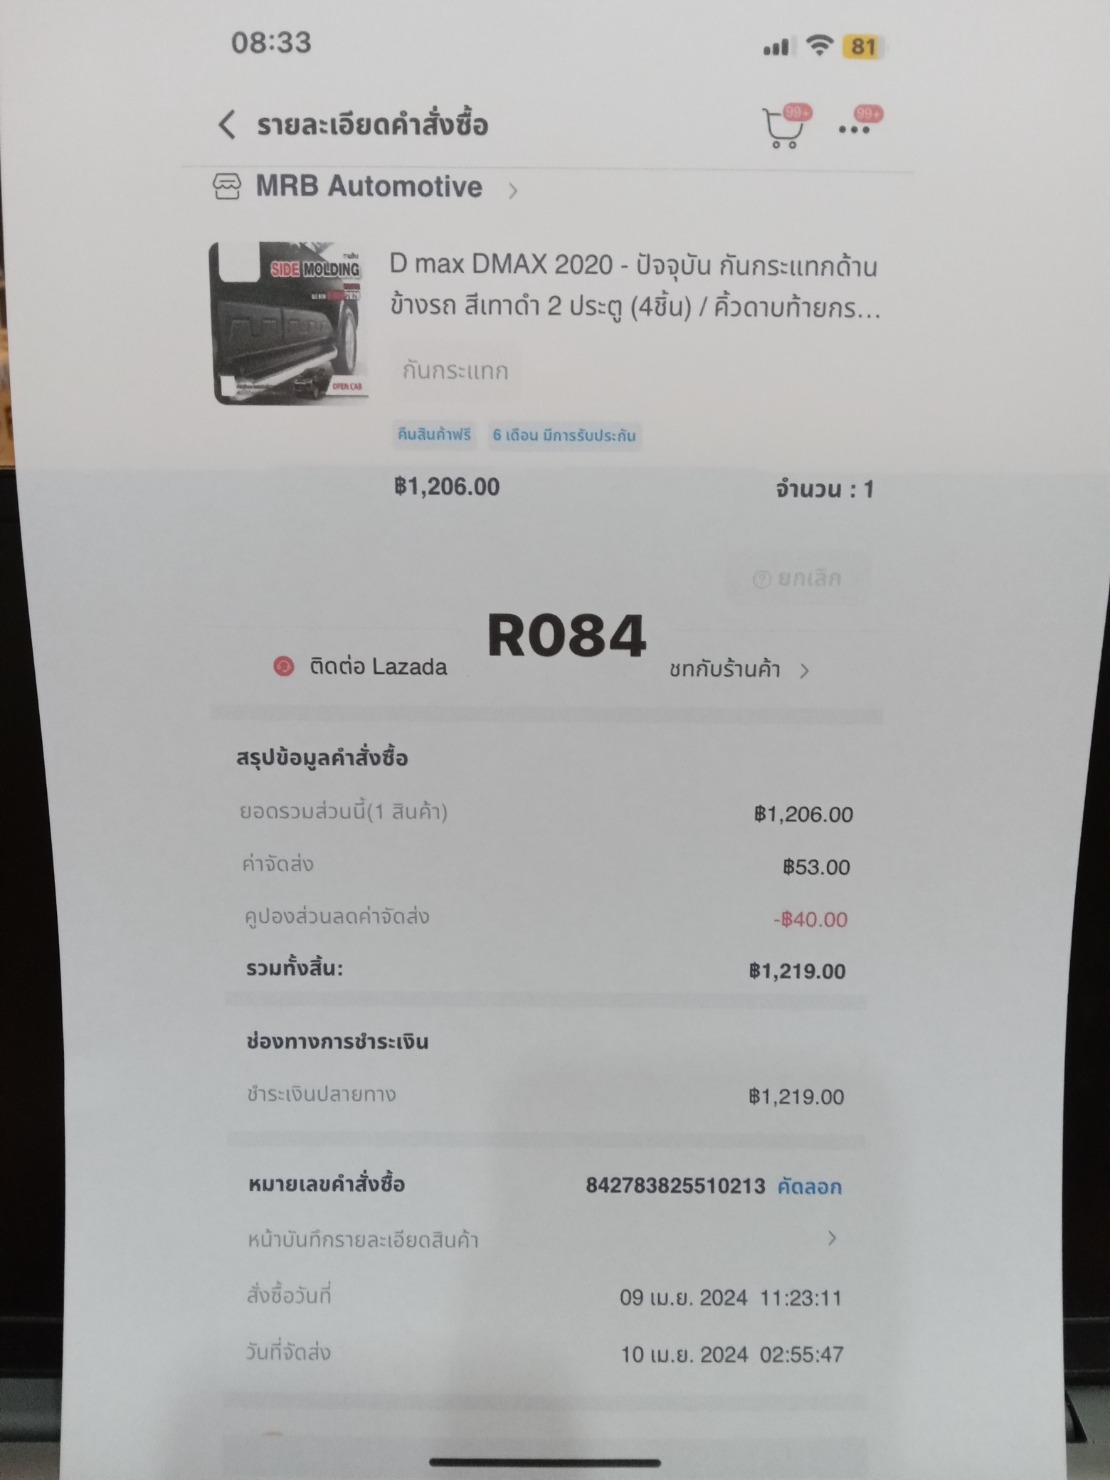 08:33
81
รายละเอียดคำสั่งซื้อ
99+
99+
MRB Automotive
SIDE MOLDING
OPEN CAB
D max DMAX 2020 - ปัจจุบัน กันกระแทกด้าน
ข้างรถ สีเทาดำ 2 ประตู (4ชิ้น) / คิ้วดาบท้ายกร...
กันกระแทก
คืนสินค้าฟรี 6 เดือน มีการรับประกัน
฿1,206.00 จำนวน : 1
ยกเลิก
R084
ติดต่อ Lazada ชทกับร้านค้า
สรุปข้อมูลคำสั่งซื้อ
ยอดรวมส่วนนี้(1 สินค้า) ฿1,206.00
ค่าจัดส่ง ฿53.00
คูปองส่วนลดค่าจัดส่ง -฿40.00
รวมทั้งสิ้น: ฿1,219.00
ช่องทางการชำระเงิน
ชำระเงินปลายทาง ฿1,219.00
หมายเลขคำสั่งซื้อ 842783825510213 คัดลอก
หน้าบันทึกรายละเอียดสินค้า
สั่งซื้อวันที่ 09 เม.ย. 2024 11:23:11
วันที่จัดส่ง 10 เม.ย. 2024 02:55:47